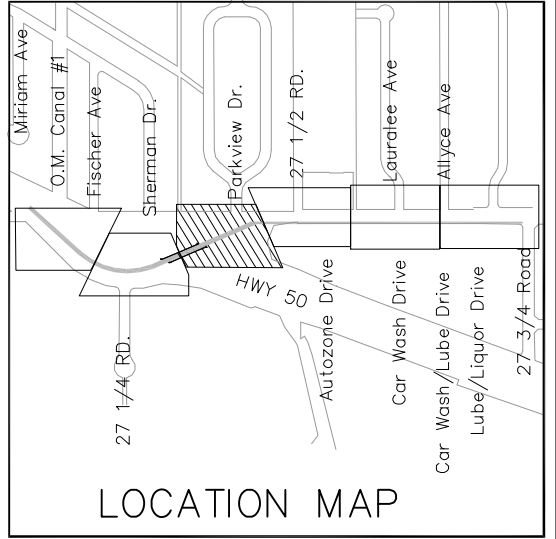 Miriam Ave
O.M. Canal #1
Fischer Ave
Sherman Dr.
Parkview Dr.
27 1/2 RD.
Lauralee Ave
Allyce Ave
HWY 50
27 1/4 RD.
Autozone Drive
Car Wash Drive
Car Wash/Lube Drive
Lube/Liquor Drive
27 3/4 Road
LOCATION MAP